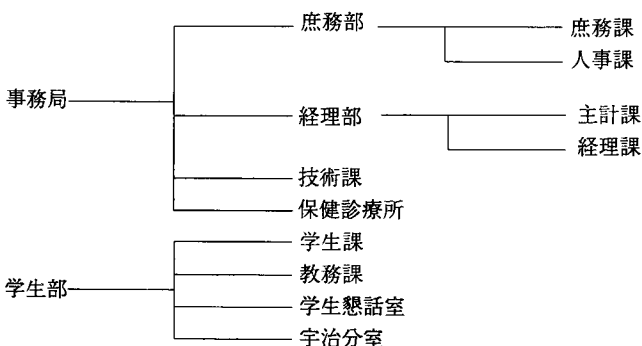 庶務部
庶務課
人事課
事務局
経理部
主計課
経理課
技術課
保健診療所
学生課
教務課
学生部
学生懇話室
宇治分室